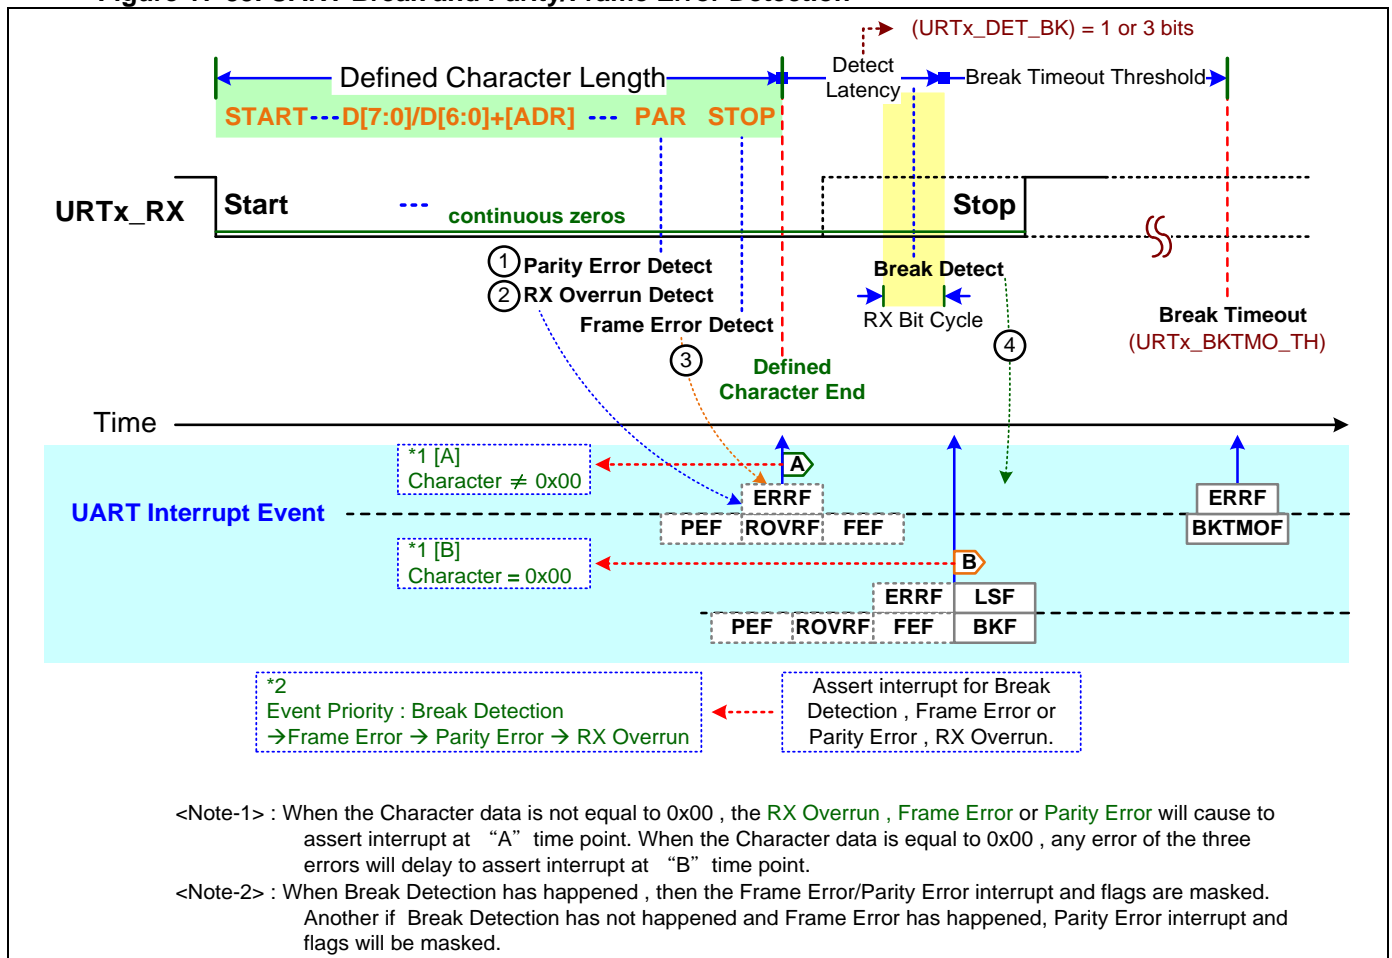 (URTx_DET_BK) = 1 or 3 bits
Defined Character Length
Detect
Latency
Break Timeout Threshold
START D[7:0]/D[6:0]+[ADR] PAR STOP
URTx_RX
Start
continuous zeros
Stop
1 Parity Error Detect
2 RX Overrun Detect
Frame Error Detect
3
Break Detect
RX Bit Cycle
4
Break Timeout
(URTx_BKTMO_TH)
Defined
Character End
Time
*1 [A]
Character ≠ 0x00
A
UART Interrupt Event
ERRF
PEF ROVRF FEF
ERRF
BKTMOF
*1 [B]
Character = 0x00
B
ERRF LSF
PEF ROVRF FEF BKF
*2
Event Priority : Break Detection
→Frame Error → Parity Error → RX Overrun
Assert interrupt for Break
Detection , Frame Error or
Parity Error , RX Overrun.
<Note-1> : When the Character data is not equal to 0x00 , the RX Overrun , Frame Error or Parity Error will cause to
assert interrupt at “A” time point. When the Character data is equal to 0x00 , any error of the three
errors will delay to assert interrupt at “B” time point.
<Note-2> : When Break Detection has happened , then the Frame Error/Parity Error interrupt and flags are masked.
Another if Break Detection has not happened and Frame Error has happened, Parity Error interrupt and
flags will be masked.